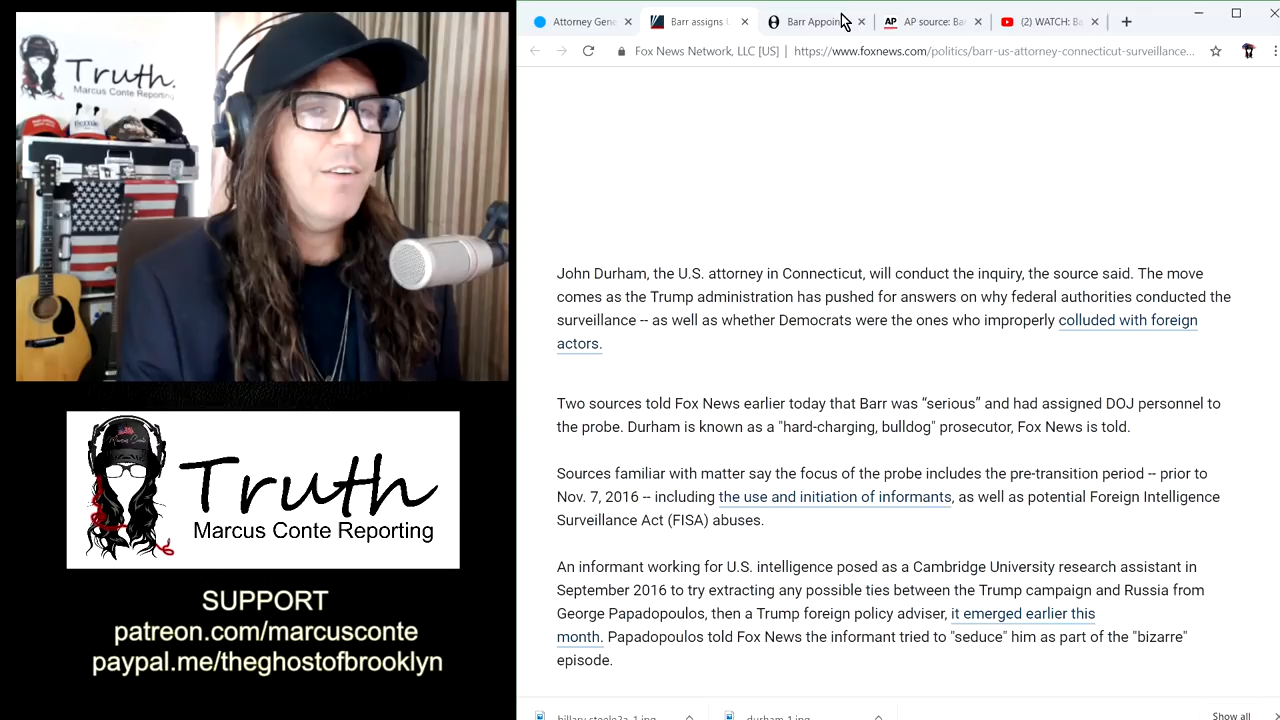 Truth.
Marcus Conte Reporting
Bernie
Truth
Marcus Conte Reporting
SUPPORT
patreon.com/marcusconte
paypal.me/theghostofbrooklyn
Attorney Gene
Barr assigns
Barr Appoin
AP
AP source: Ba
(2) WATCH: Ba
Fox News Network, LLC [US] | https://www.foxnews.com/politics/barr-us-attorney-connecticut-surveillance...
John Durham, the U.S. attorney in Connecticut, will conduct the inquiry, the source said. The move
comes as the Trump administration has pushed for answers on why federal authorities conducted the
surveillance -- as well as whether Democrats were the ones who improperly colluded with foreign
actors.
Two sources told Fox News earlier today that Barr was “serious” and had assigned DOJ personnel to
the probe. Durham is known as a "hard-charging, bulldog" prosecutor, Fox News is told.
Sources familiar with matter say the focus of the probe includes the pre-transition period -- prior to
Nov. 7, 2016 -- including the use and initiation of informants, as well as potential Foreign Intelligence
Surveillance Act (FISA) abuses.
An informant working for U.S. intelligence posed as a Cambridge University research assistant in
September 2016 to try extracting any possible ties between the Trump campaign and Russia from
George Papadopoulos, then a Trump foreign policy adviser, it emerged earlier this
month. Papadopoulos told Fox News the informant tried to "seduce" him as part of the "bizarre"
episode.
hillary steele2a 1.jpg
durham 1.jpg
Show all